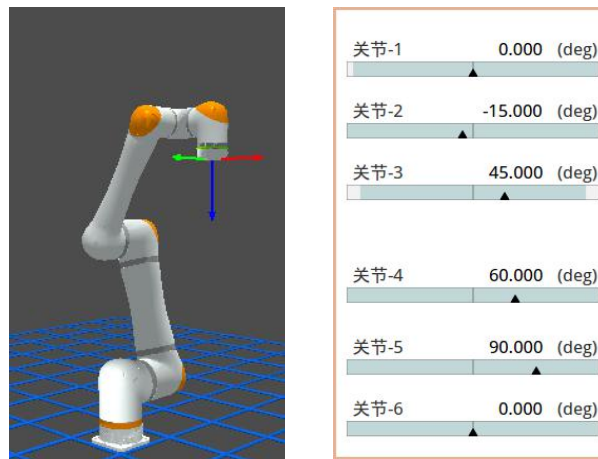 关节-1 0.000 (deg)
关节-2 -15.000 (deg)
关节-3 45.000 (deg)
关节-4 60.000 (deg)
关节-5 90.000 (deg)
关节-6 0.000 (deg)